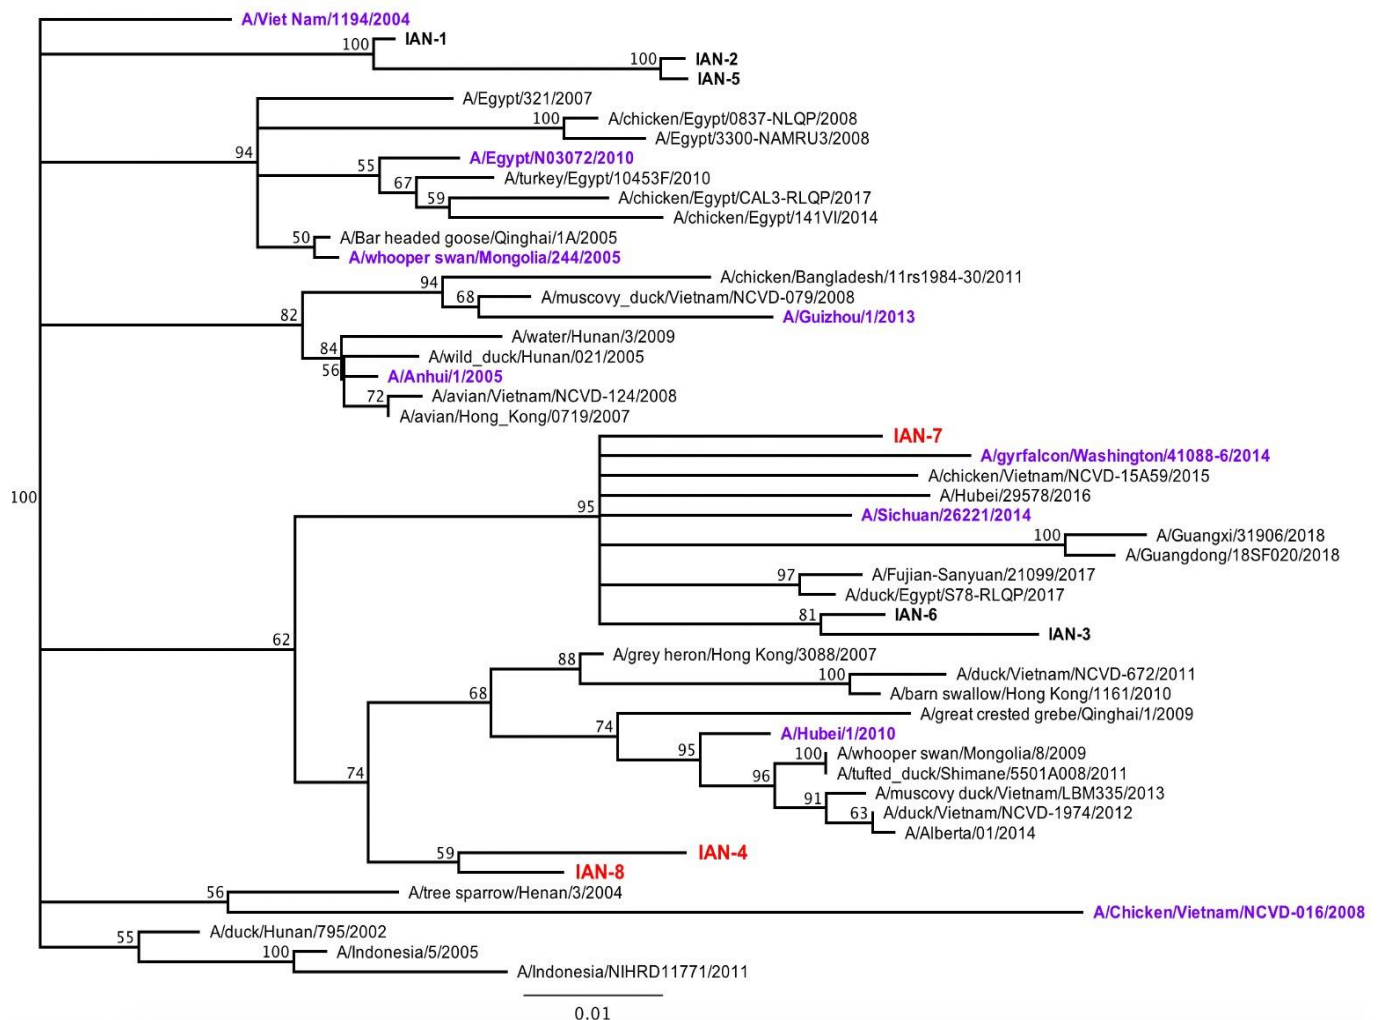 A/Viet Nam/1194/2004
100 IAN-1
100 IAN-2
IAN-5
A/Egypt/321/2007
100 A/chicken/Egypt/0837-NLQP/2008
A/Egypt/3300-NAMRU3/2008
94
55 A/Egypt/N03072/2010
67 A/turkey/Egypt/10453F/2010
59 A/chicken/Egypt/CAL3-RLQP/2017
A/chicken/Egypt/141VI/2014
50 A/Bar headed goose/Qinghai/1A/2005
A/whooper swan/Mongolia/244/2005
94 A/chicken/Bangladesh/11rs1984-30/2011
68 A/muscovy_duck/Vietnam/NCVD-079/2008
82 A/Guizhou/1/2013
84 A/water/Hunan/3/2009
56 A/wild_duck/Hunan/021/2005
A/Anhui/1/2005
72 A/avian/Vietnam/NCVD-124/2008
A/avian/Hong_Kong/0719/2007
IAN-7
A/gyrfalcon/Washington/41088-6/2014
A/chicken/Vietnam/NCVD-15A59/2015
100
A/Hubei/29578/2016
95 A/Sichuan/26221/2014
100 A/Guangxi/31906/2018
A/Guangdong/18SF020/2018
97 A/Fujian-Sanyuan/21099/2017
A/duck/Egypt/S78-RLQP/2017
81 IAN-6
IAN-3
62
88 A/grey heron/Hong Kong/3088/2007
100 A/duck/Vietnam/NCVD-672/2011
A/barn swallow/Hong Kong/1161/2010
68
A/great crested grebe/Qinghai/1/2009
74
A/Hubei/1/2010
95
100 A/whooper swan/Mongolia/8/2009
A/tufted_duck/Shimane/5501A008/2011
74
96
91 A/muscovy duck/Vietnam/LBM335/2013
63 A/duck/Vietnam/NCVD-1974/2012
A/Alberta/01/2014
59 IAN-4
IAN-8
56 A/tree sparrow/Henan/3/2004
A/Chicken/Vietnam/NCVD-016/2008
55 A/duck/Hunan/795/2002
100 A/Indonesia/5/2005
A/Indonesia/NIHRD11771/2011
0.01